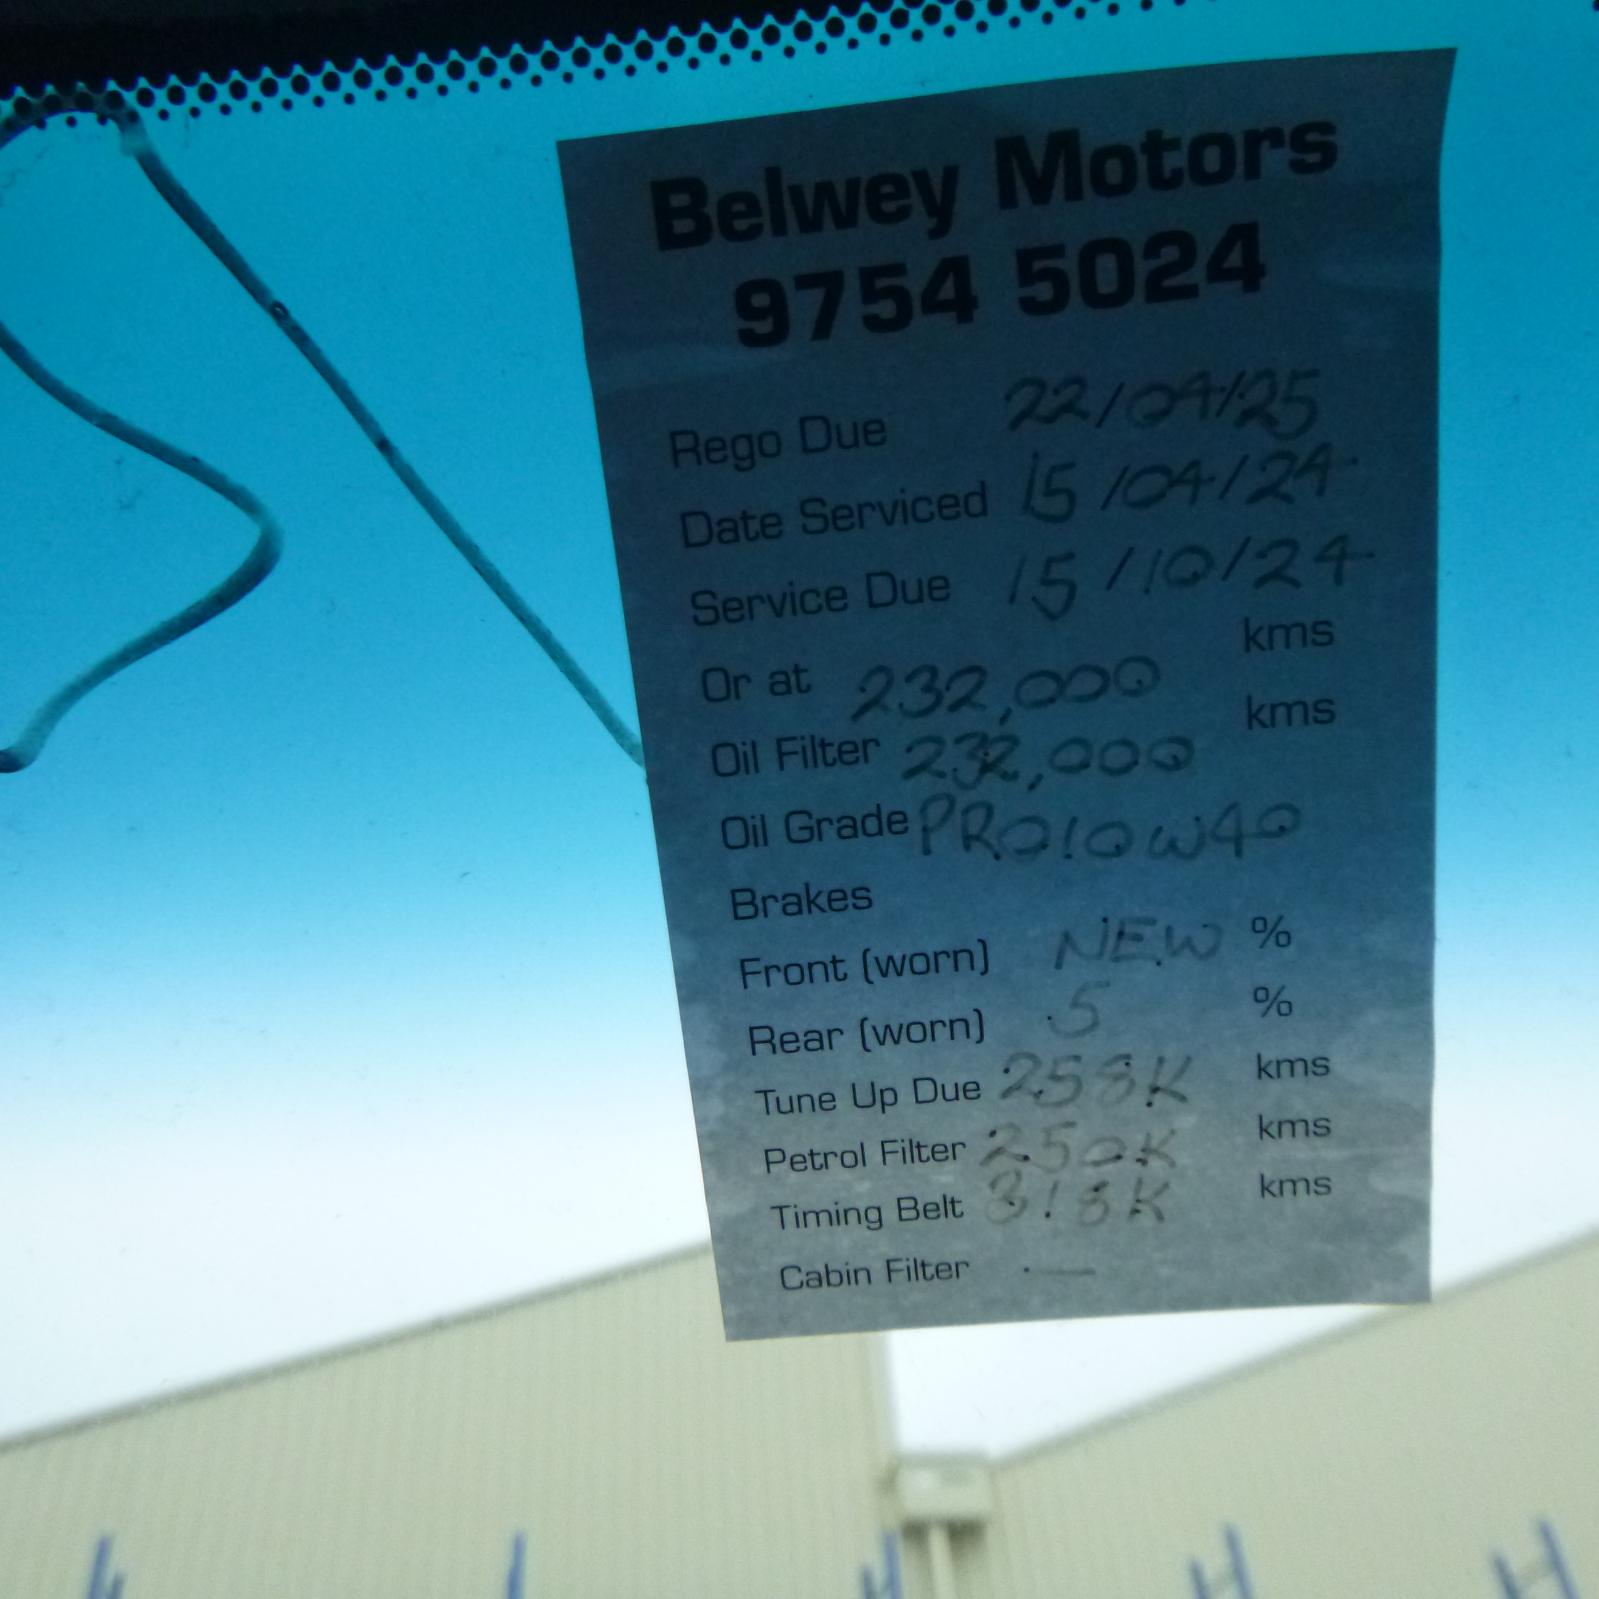 Belwey Motors
9754 5024
Rego Due 22/04/25
Date Serviced 15/04/24
Service Due 15/10/24
Or at 232,000 kms
Oil Filter 232,000 kms
Oil Grade PRO10W40
Brakes
Front (worn) NEW %
Rear (worn) 5 %
Tune Up Due 258K kms
Petrol Filter 250K kms
Timing Belt 318K kms
Cabin Filter —